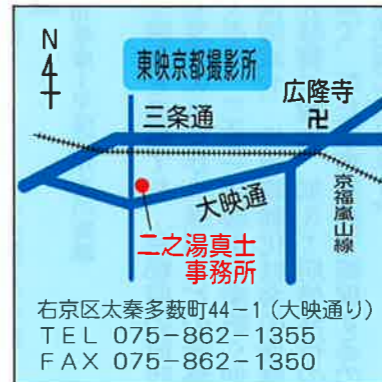 N
東映京都撮影所
広隆寺
卍
三条通
京福嵐山線
大映通
二之湯真士
事務所
右京区太秦多薮町44-1(大映通り)
TEL 075-862-1355
FAX 075-862-1350